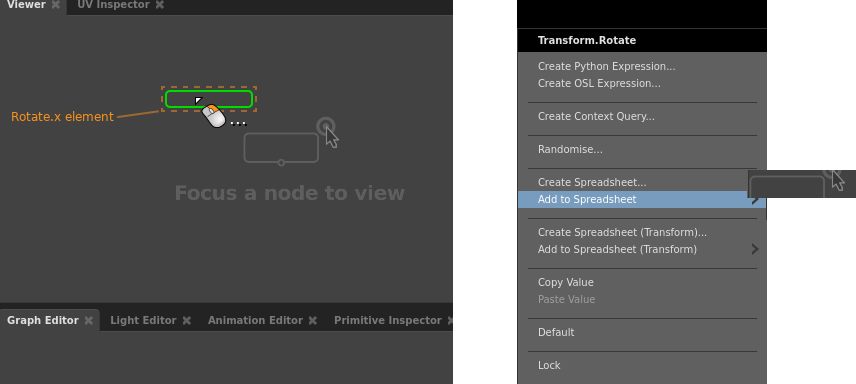 Viewer UV Inspector
Rotate.x element
...
Focus a node to view
Graph Editor Light Editor Animation Editor Primitive Inspector
Transform.Rotate
Create Python Expression...
Create OSL Expression...
Create Context Query...
Randomise...
Create Spreadsheet...
Add to Spreadsheet
Create Spreadsheet (Transform)...
Add to Spreadsheet (Transform)
Copy Value
Paste Value
Default
Lock